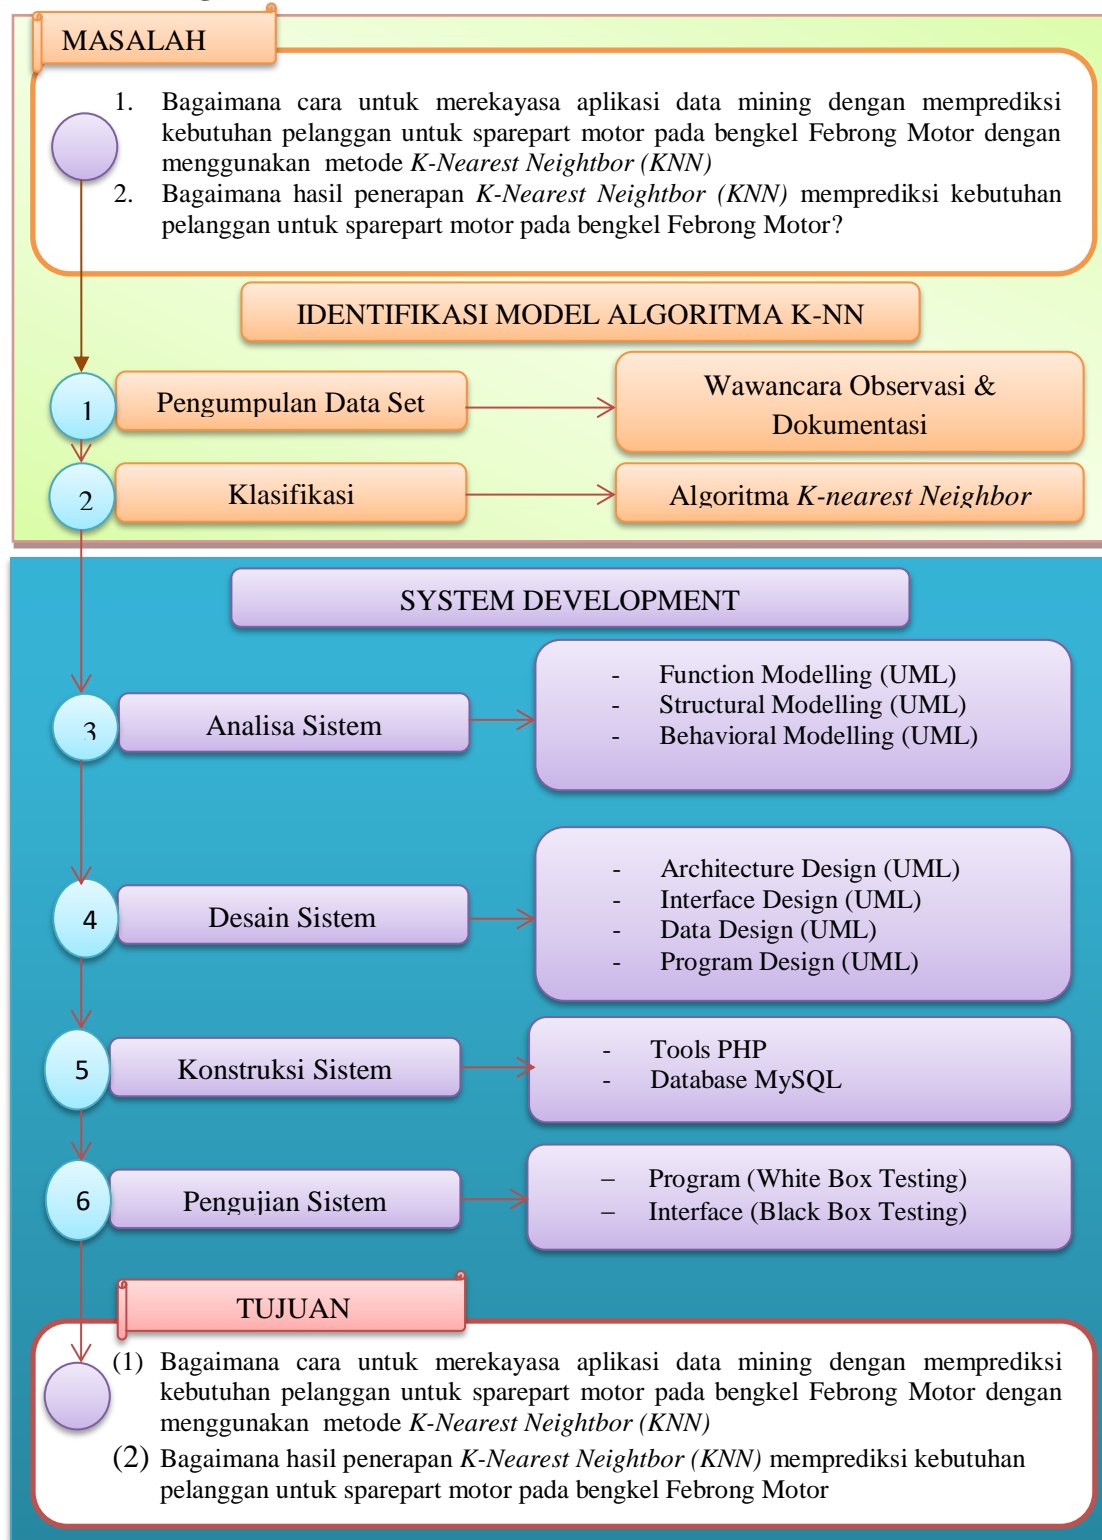 MASALAH
1. Bagaimana cara untuk merekayasa aplikasi data mining dengan memprediksi
kebutuhan pelanggan untuk sparepart motor pada bengkel Febrong Motor dengan
menggunakan metode K-Nearest Neightbor (KNN)
2. Bagaimana hasil penerapan K-Nearest Neightbor (KNN) memprediksi kebutuhan
pelanggan untuk sparepart motor pada bengkel Febrong Motor?
IDENTIFIKASI MODEL ALGORITMA K-NN
1
Pengumpulan Data Set
Wawancara Observasi &
Dokumentasi
2
Klasifikasi
Algoritma K-nearest Neighbor
SYSTEM DEVELOPMENT
3
Analisa Sistem
- Function Modelling (UML)
- Structural Modelling (UML)
- Behavioral Modelling (UML)
4
Desain Sistem
- Architecture Design (UML)
- Interface Design (UML)
- Data Design (UML)
- Program Design (UML)
5
Konstruksi Sistem
- Tools PHP
- Database MySQL
6
Pengujian Sistem
– Program (White Box Testing)
– Interface (Black Box Testing)
TUJUAN
(1) Bagaimana cara untuk merekayasa aplikasi data mining dengan memprediksi
kebutuhan pelanggan untuk sparepart motor pada bengkel Febrong Motor dengan
menggunakan metode K-Nearest Neightbor (KNN)
(2) Bagaimana hasil penerapan K-Nearest Neightbor (KNN) memprediksi kebutuhan
pelanggan untuk sparepart motor pada bengkel Febrong Motor